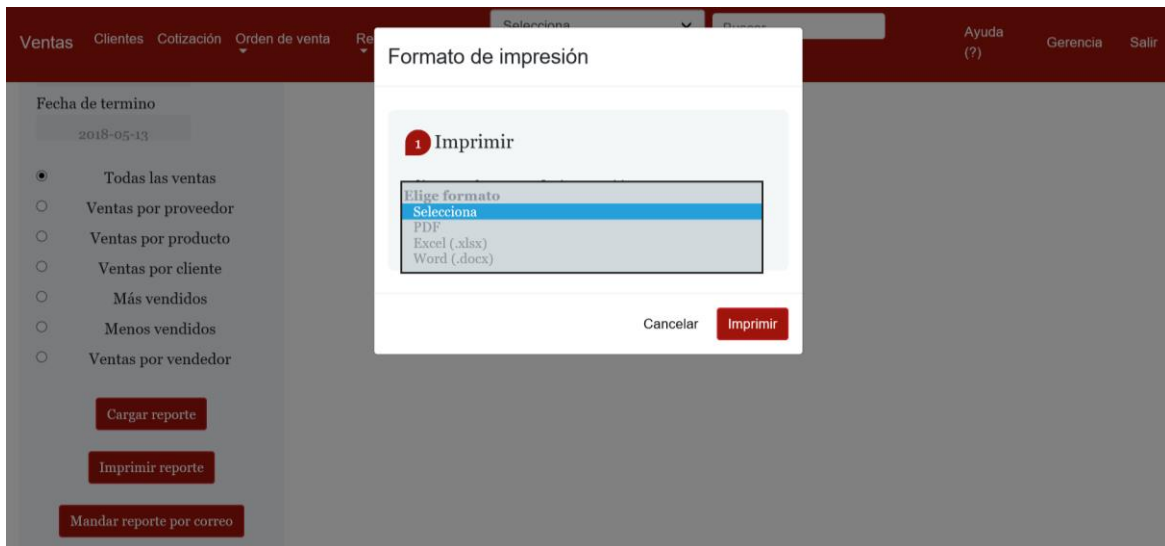 Ventas Clientes Cotización Orden de venta Re Selecciona Buscar Ayuda (?) Gerencia Salir
Formato de impresión
Fecha de termino
2018-05-13
1 Imprimir
Todas las ventas
Elige formato
Selecciona
PDF
Excel (.xlsx)
Word (.docx)
Ventas por proveedor
Ventas por producto
Ventas por cliente
Más vendidos
Menos vendidos
Ventas por vendedor
Cancelar Imprimir
Cargar reporte
Imprimir reporte
Mandar reporte por correo